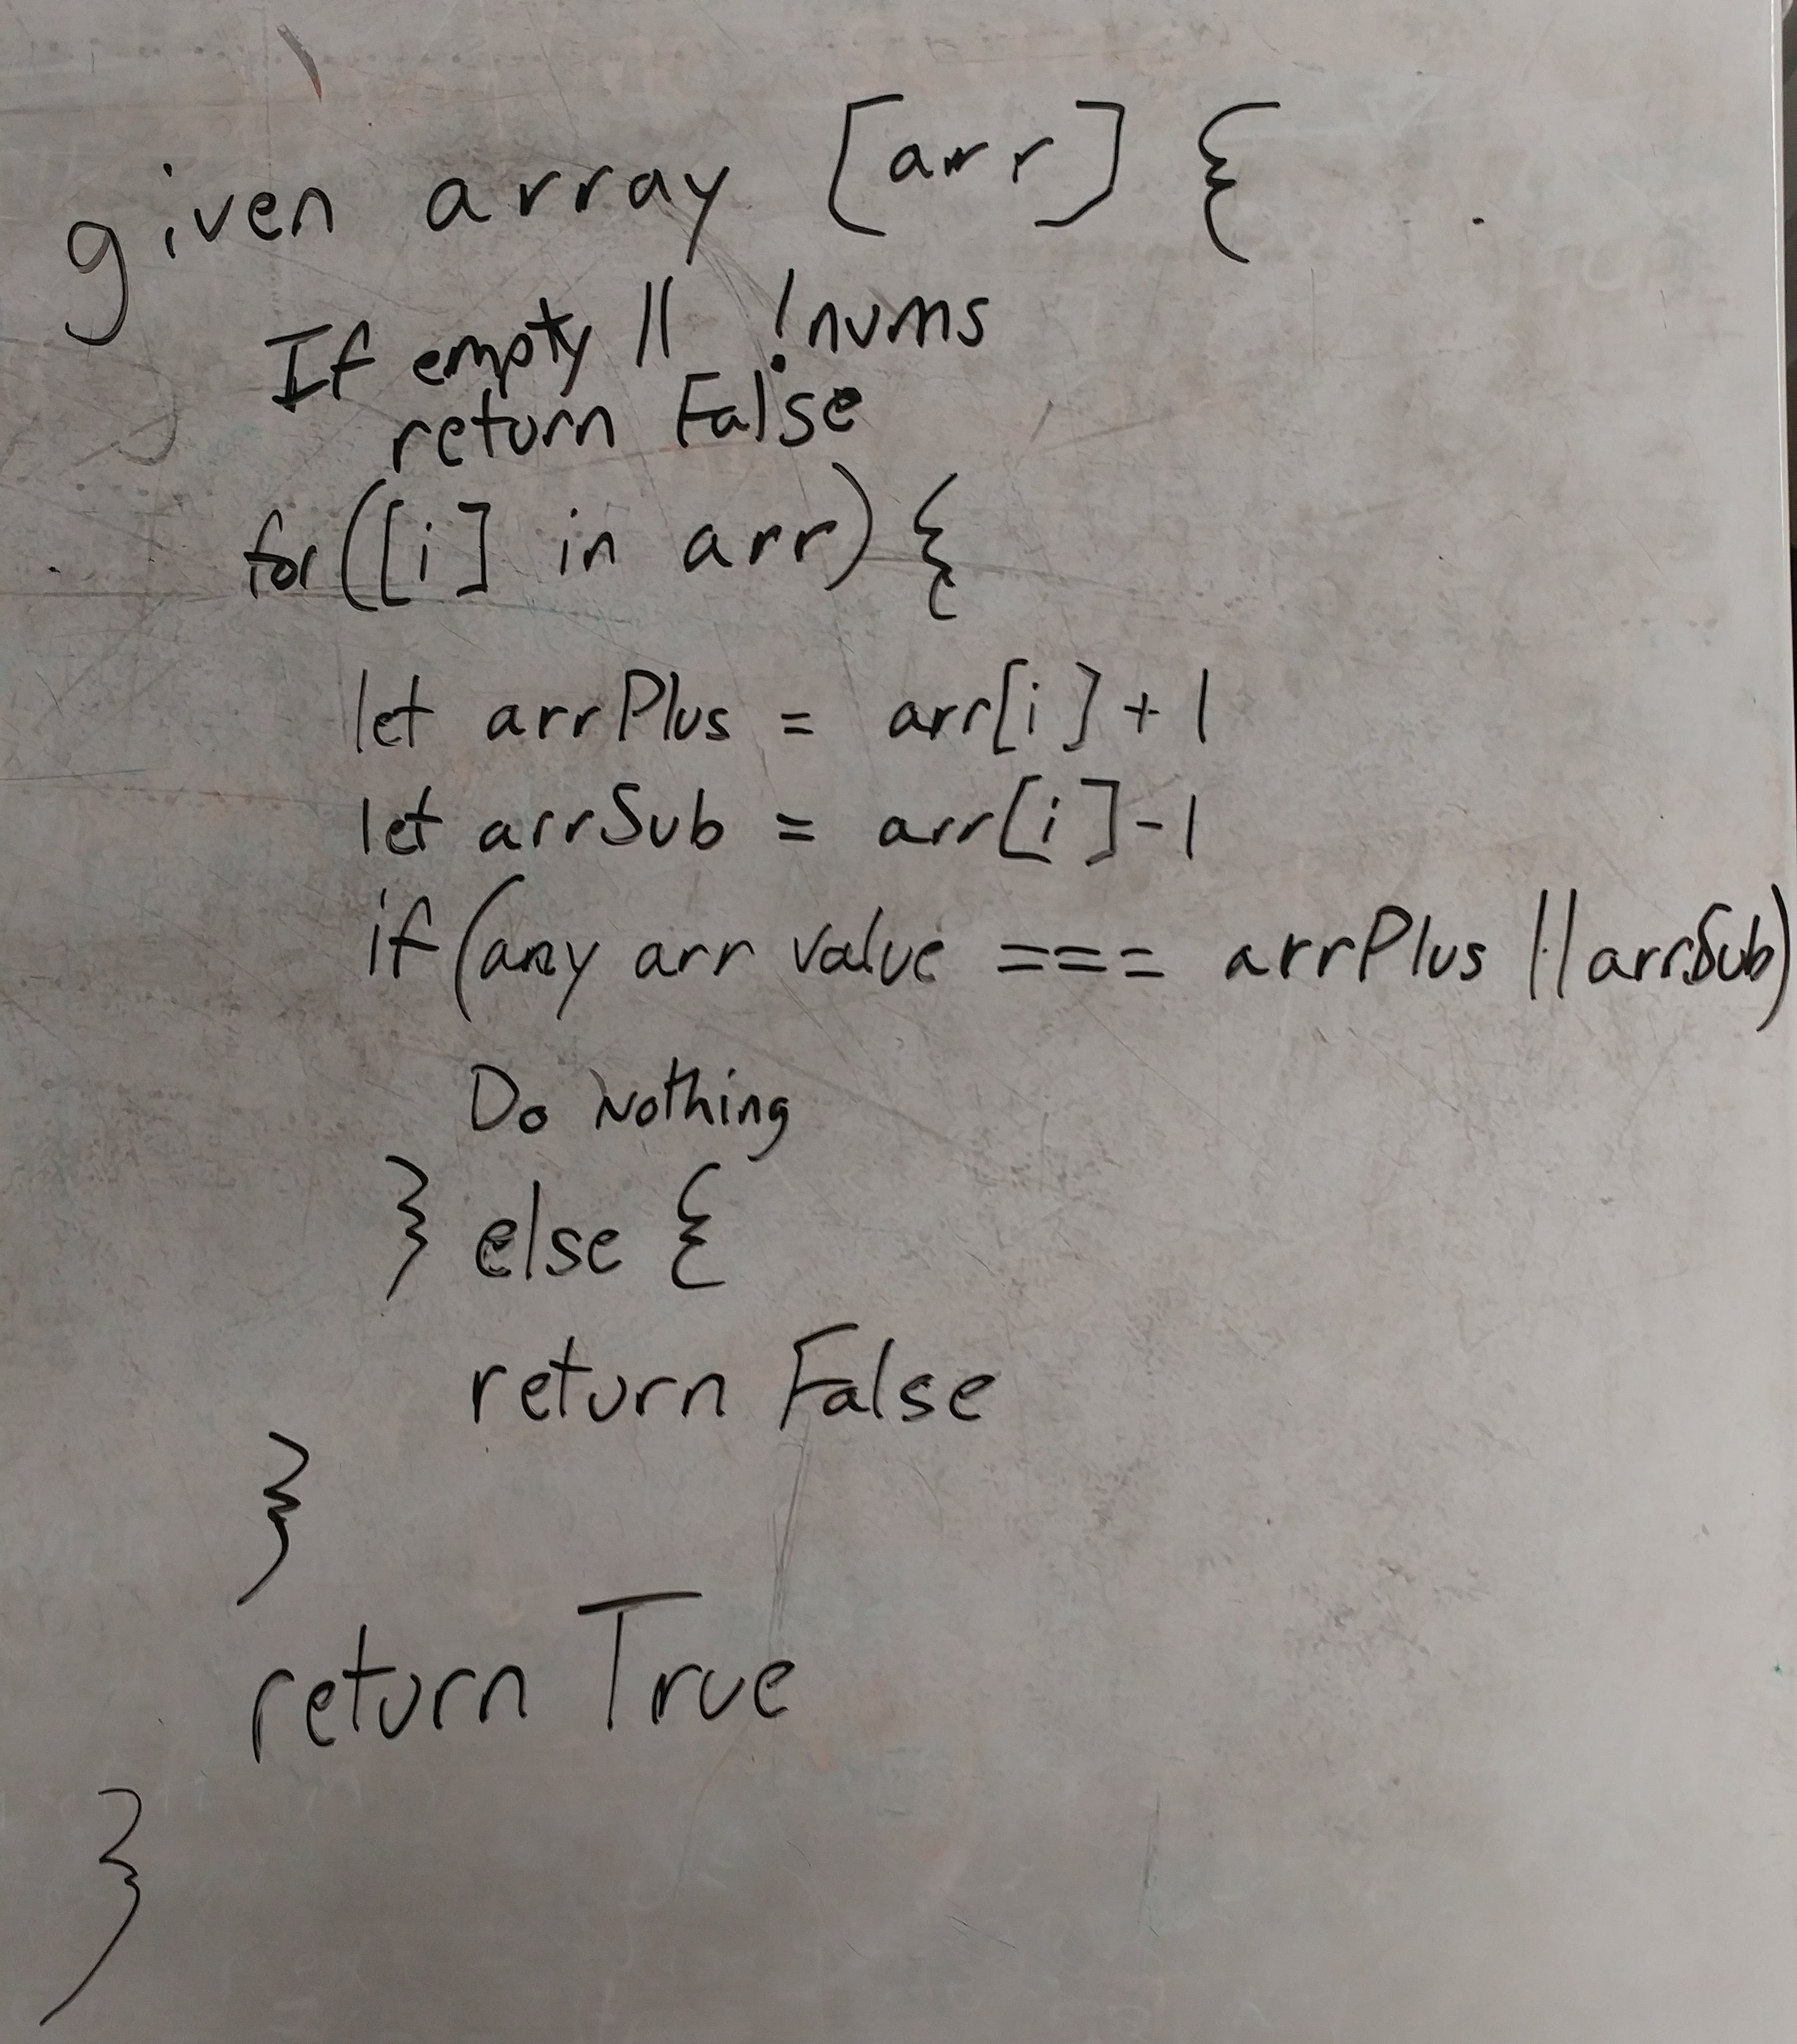 given array [arr] {
If empty || !nums
return False
for([i] in arr) {
let arrPlus = arr[i] + 1
let arrSub = arr[i] - 1
if (any arr value === arrPlus || arrSub)
Do Nothing
} else {
return False
}
return True
}